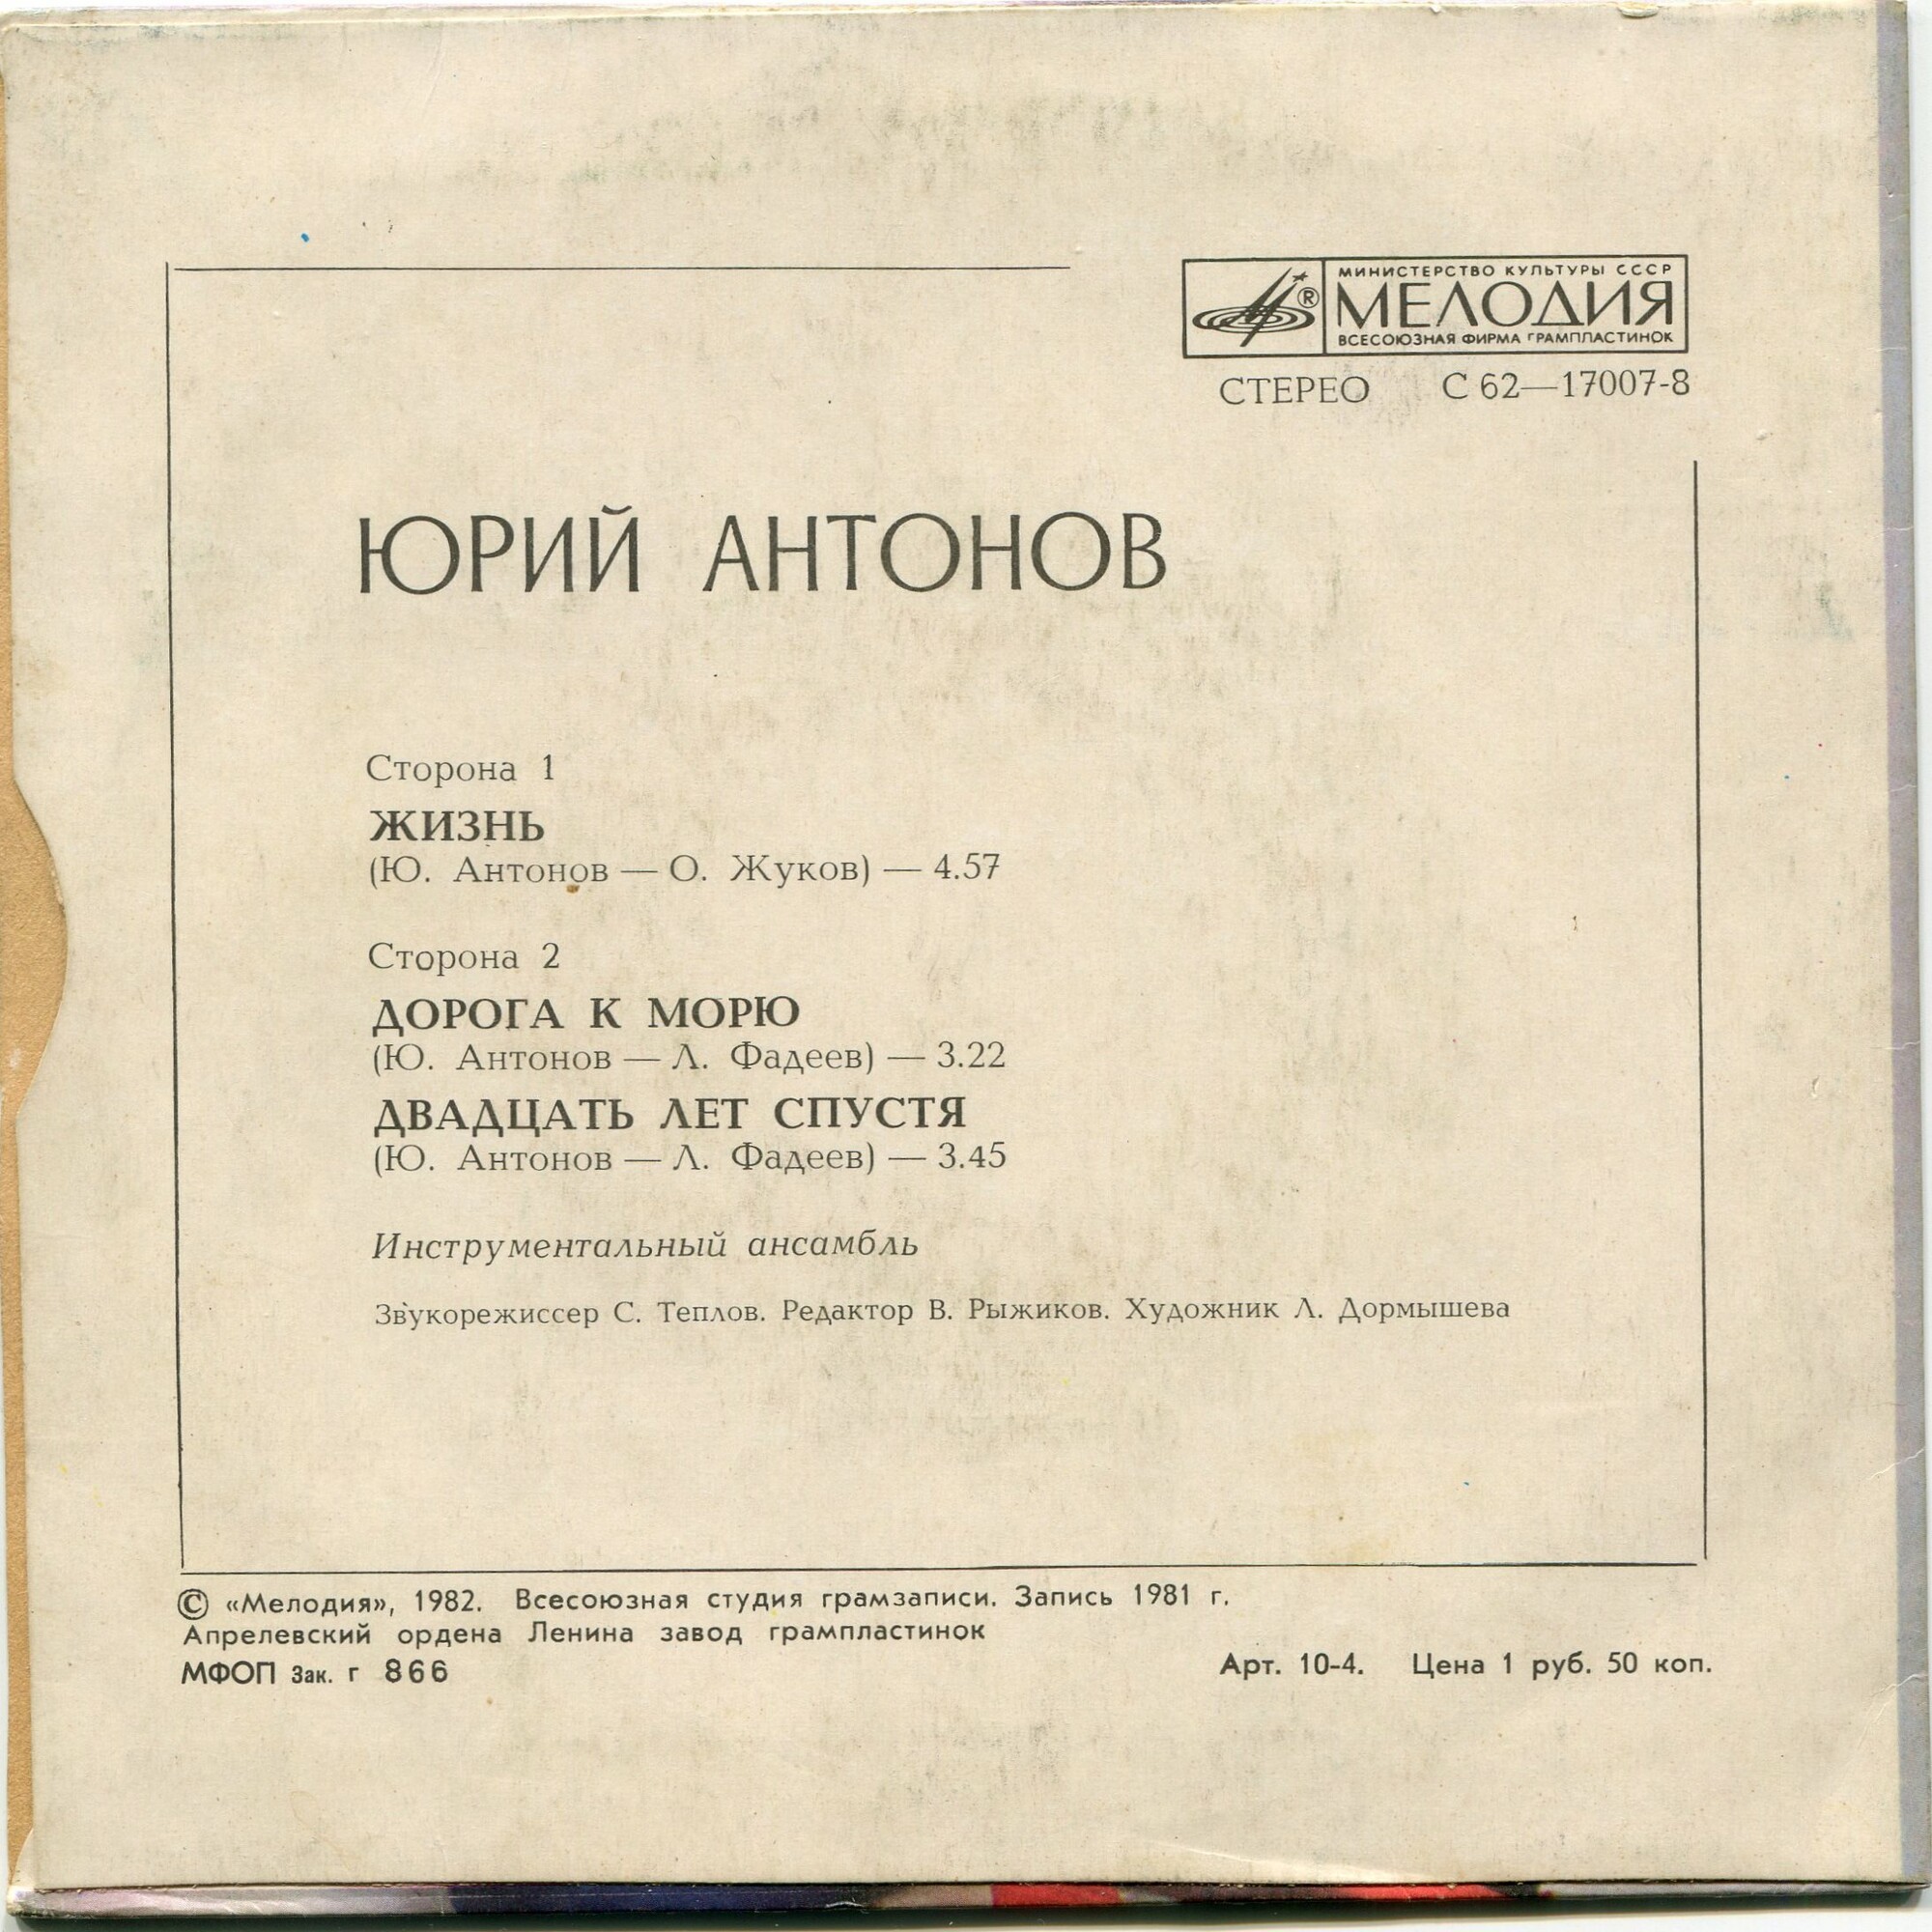 МИНИСТЕРСТВО КУЛЬТУРЫ СССР
МЕЛОДИЯ
ВСЕСОЮЗНАЯ ФИРМА ГРАМПЛАСТИНОК
®
СТЕРЕО С 62—17007-8
ЮРИЙ АНТОНОВ
Сторона 1
ЖИЗНЬ
(Ю. Антонов — О. Жуков) — 4.57
Сторона 2
ДОРОГА К МОРЮ
(Ю. Антонов — Л. Фадеев) — 3.22
ДВАДЦАТЬ ЛЕТ СПУСТЯ
(Ю. Антонов — Л. Фадеев) — 3.45
Инструментальный ансамбль
Звукорежиссер С. Теплов. Редактор В. Рыжиков. Художник Л. Дормышева
© «Мелодия», 1982. Всесоюзная студия грамзаписи. Запись 1981 г.
Апрелевский ордена Ленина завод грампластинок
МФОП Зак. г 866
Арт. 10-4. Цена 1 руб. 50 коп.